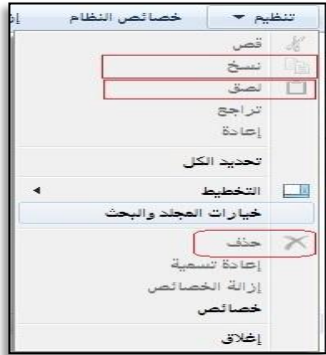 تنظيم خصائص النظام
قص
نسخ
لصق
تراجع
إعادة
تحديد الكل
التخطيط
خيارات المجلد والبحث
حذف
إعادة تسمية
إزالة الخصائص
خصائص
إغلاق